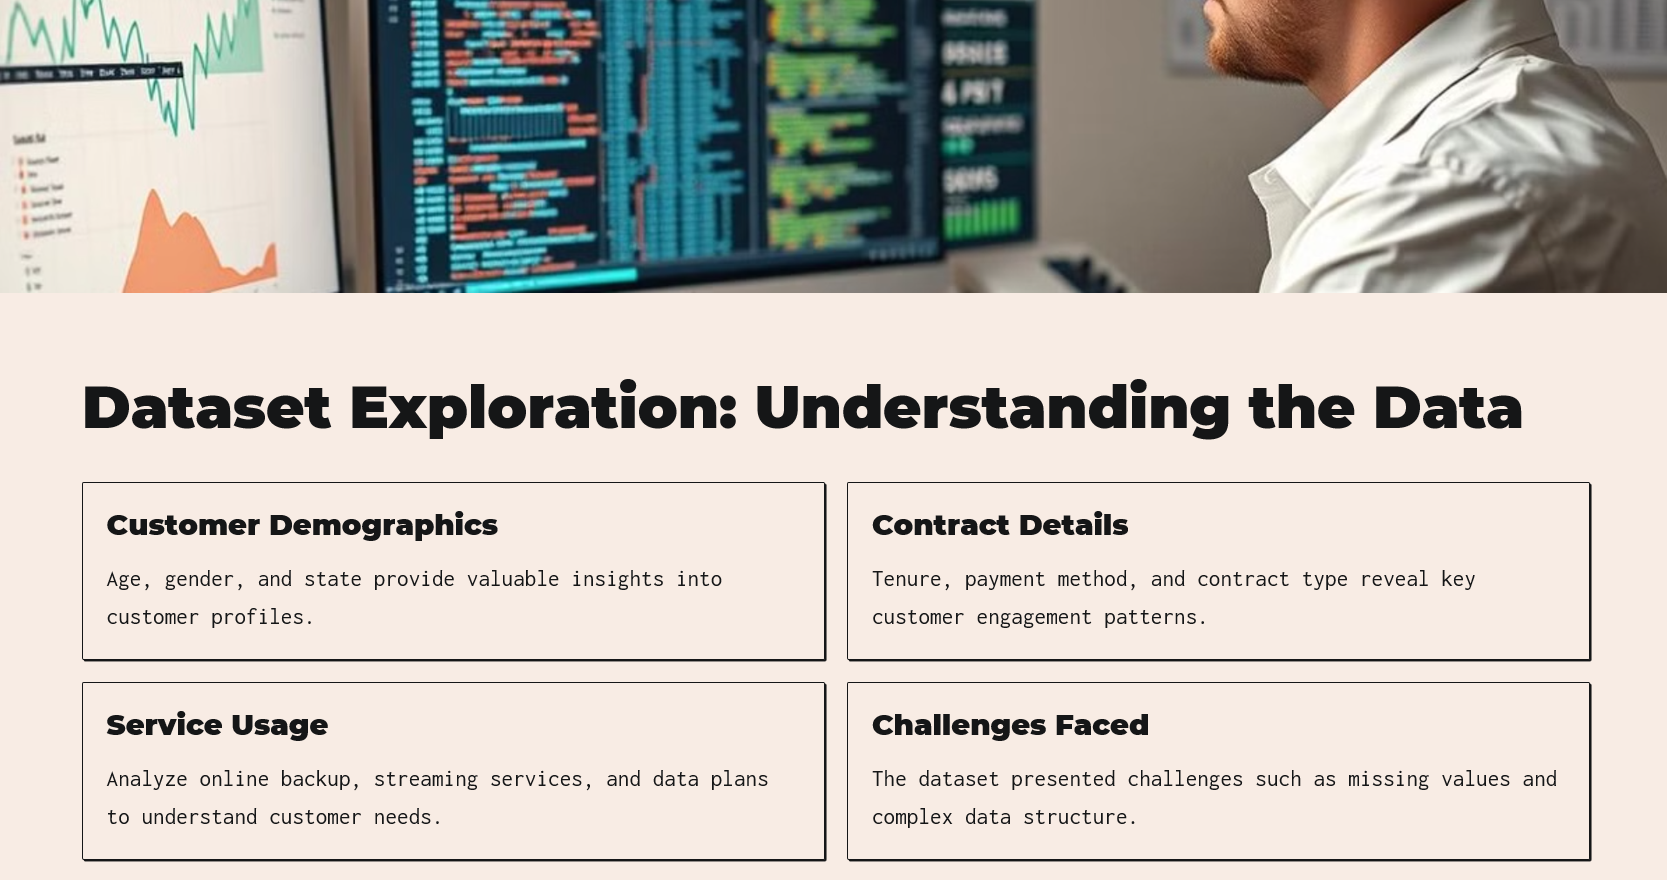 Dataset Exploration: Understanding the Data
Customer Demographics
Age, gender, and state provide valuable insights into
customer profiles.
Contract Details
Tenure, payment method, and contract type reveal key
customer engagement patterns.
Service Usage
Analyze online backup, streaming services, and data plans
to understand customer needs.
Challenges Faced
The dataset presented challenges such as missing values and
complex data structure.